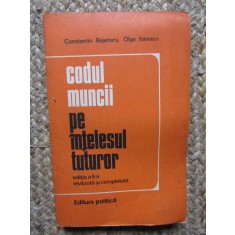 Constantin Bejenaru, Olga Ionescu
codul
muncii
pe
înțelesul
tuturor
ediția a II-a
revizuită și completată
Editura politică